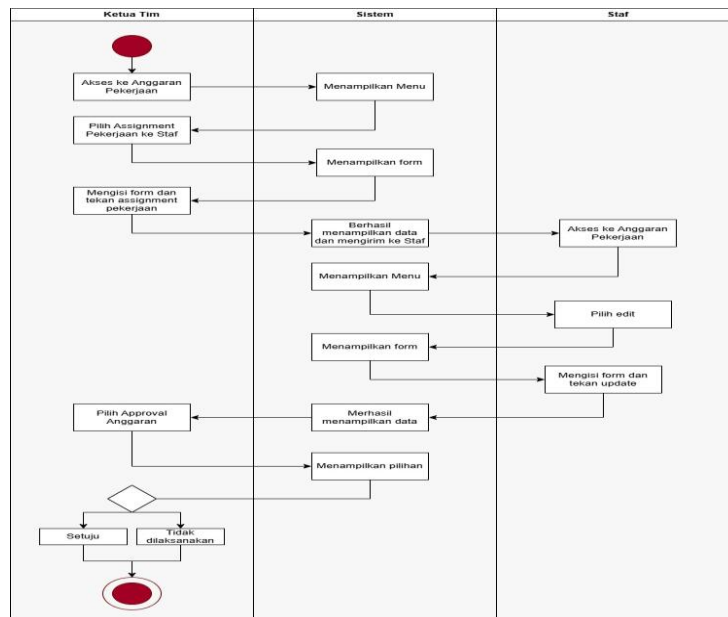 Ketua Tim
Sistem
Staf
Akses ke Anggaran
Pekerjaan
Menampilkan Menu
Pilih Assignment
Pekerjaan ke Staf
Menampilkan form
Mengisi form dan
tekan assignment
pekerjaan
Berhasil
menampilkan data
dan mengirim ke Staf
Akses ke Anggaran
Pekerjaan
Menampilkan Menu
Pilih edit
Menampilkan form
Mengisi form dan
tekan update
Merhasil
menampilkan data
Pilih Approval
Anggaran
Menampilkan pilihan
Setuju
Tidak
dilaksanakan